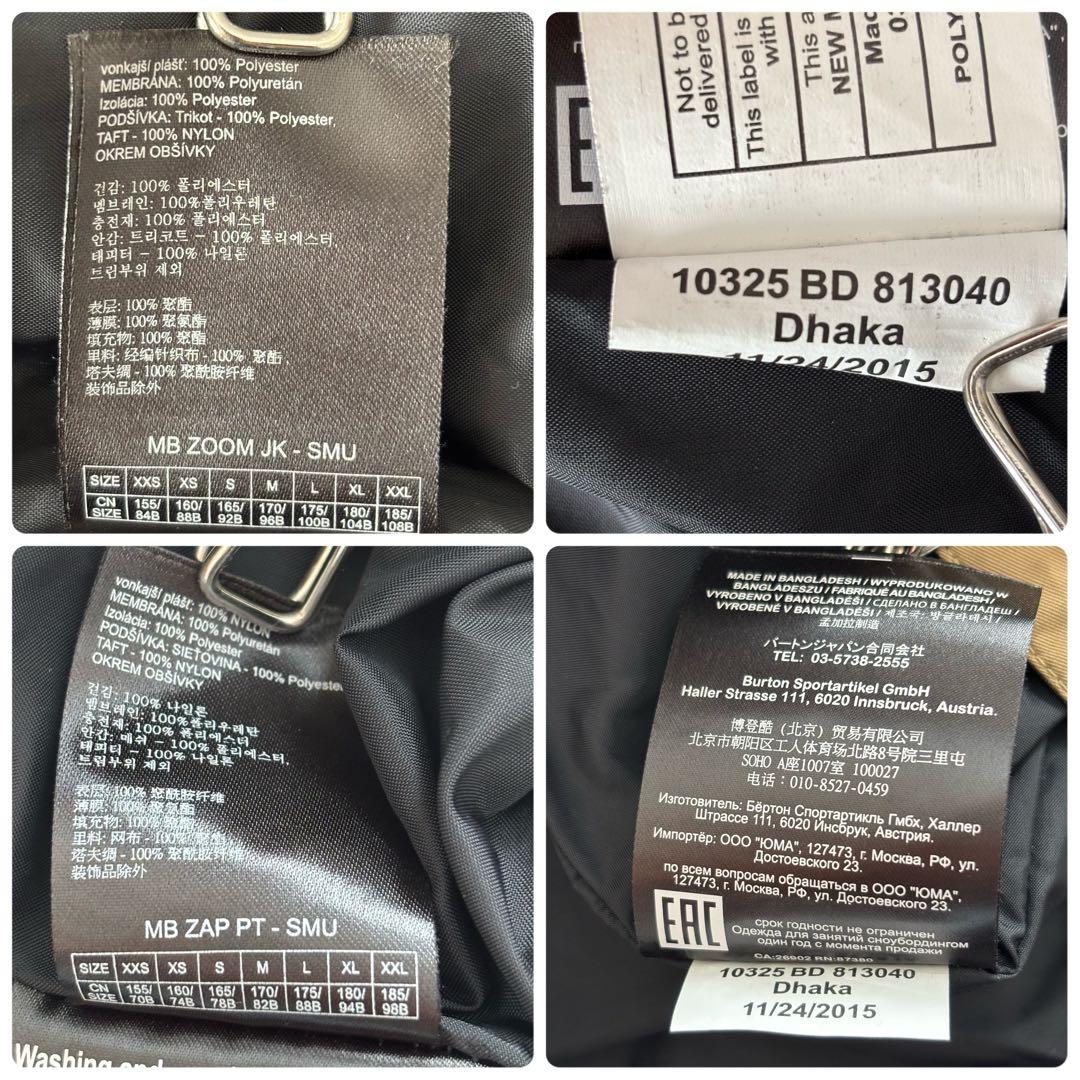 vonkajší plášť: 100% Polyester
MEMBRÁNA: 100% Polyuretán
Izolácia: 100% Polyester
PODŠÍVKA: Trikot - 100% Polyester,
TAFT - 100% NYLON
OKREM OBŠÍVKY
겉감: 100% 폴리에스터
멤브레인: 100%폴리우레탄
충전재: 100% 폴리에스터
안감: 트리코트 - 100% 폴리에스터,
태피터 - 100% 나일론
트림부위 제외
表层: 100% 聚酯
薄膜: 100% 聚氨酯
填充物: 100% 聚酯
里料: 经编针织布 - 100% 聚酯
塔夫绸 - 100% 聚酰胺纤维
装饰品除外
MB ZOOM JK - SMU
SIZE XXS XS S M L XL XXL
CN SIZE 155/84B 160/88B 165/92B 170/96B 175/100B 180/104B 185/108B
Not to b
delivered
This label is
with
This a
NEW M
Mad
POLY
10325 BD 813040
Dhaka
11/24/2015
vonkajší plášť: 100% NYLON
MEMBRÁNA: 100% Polyuretán
Izolácia: 100% Polyester
PODŠÍVKA: SIEŤOVINA - 100% Polyester
TAFT - 100% NYLON
OKREM OBŠÍVKY
겉감: 100% 나일론
멤브레인: 100%폴리우레탄
충전재: 100% 폴리에스터
안감: 메쉬 - 100% 폴리에스터,
태피터 - 100% 나일론
트림부위 제외
表层: 100% 聚酰胺纤维
薄膜: 100% 聚氨酯
填充物: 100% 聚酯
里料: 网布 - 100% 聚酯
塔夫绸 - 100% 聚酰胺纤维
装饰品除外
MB ZAP PT - SMU
SIZE XXS XS S M L XL XXL
CN SIZE 155/70B 160/74B 165/78B 170/82B 175/88B 180/94B 185/98B
Washing and
MADE IN BANGLADESH / WYPRODUKOWANO W
BANGLADESZU / FABRIQUÉ AU BANGLADESH /
VYROBENO V BANGLADÉŠI / СДЕЛАНО В БАНГЛАДЕШ /
VYROBENÉ V BANGLADÉŠI / 제조국: 방글라데시 /
孟加拉制造
バートンジャパン合同会社
TEL: 03-5738-2555
Burton Sportartikel GmbH
Haller Strasse 111, 6020 Innsbruck, Austria.
博登酷（北京）贸易有限公司
北京市朝阳区工人体育场北路8号院三里屯
SOHO A座1007室 100027
电话：010-8527-0459
Изготовитель: Бёртон Спортартикль Гмбх, Халлер
Штрассе 111, 6020 Инсбрук, Австрия.
Импортёр: ООО "ЮМА", 127473, г. Москва, РФ, ул.
Достоевского 23.
по всем вопросам обращаться в ООО "ЮМА",
127473, г. Москва, РФ, ул. Достоевского 23.
EAC
срок годности не ограничен
Одежда для занятий сноубордингом
один год с момента продажи
CA:26902 RN:87380
10325 BD 813040
Dhaka
11/24/2015